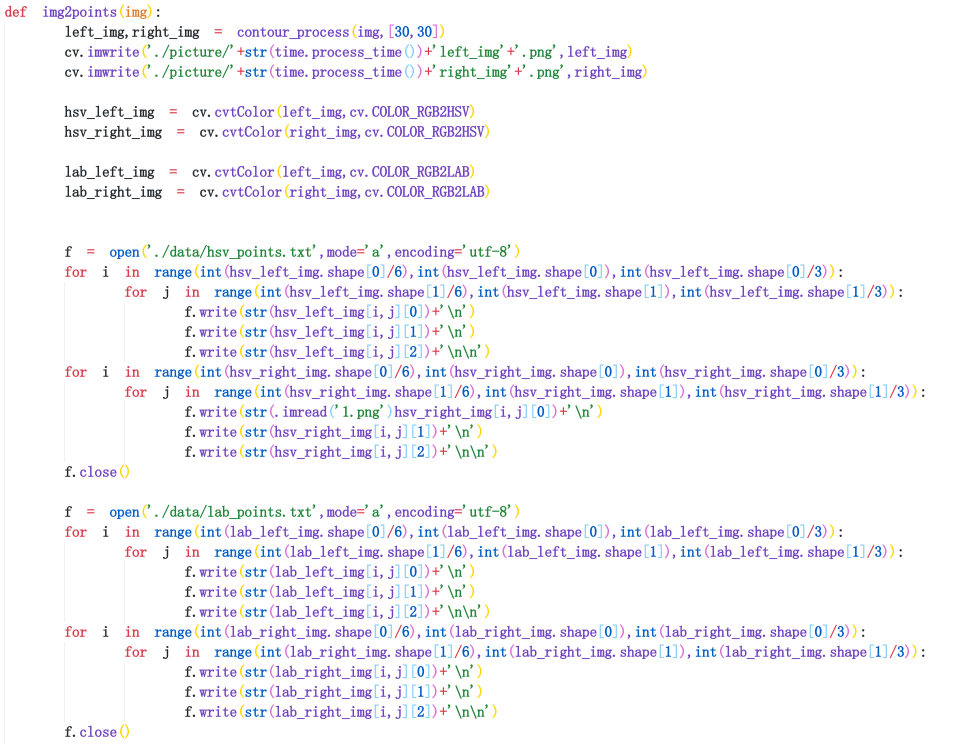 def img2points(img):
left_img,right_img = contour_process(img,[30,30])
cv.imwrite('./picture/'+str(time.process_time())+'left_img'+'.png',left_img)
cv.imwrite('./picture/'+str(time.process_time())+'right_img'+'.png',right_img)
hsv_left_img = cv.cvtColor(left_img,cv.COLOR_RGB2HSV)
hsv_right_img = cv.cvtColor(right_img,cv.COLOR_RGB2HSV)
lab_left_img = cv.cvtColor(left_img,cv.COLOR_RGB2LAB)
lab_right_img = cv.cvtColor(right_img,cv.COLOR_RGB2LAB)
f = open('./data/hsv_points.txt',mode='a',encoding='utf-8')
for i in range(int(hsv_left_img.shape[0]/6),int(hsv_left_img.shape[0]),int(hsv_left_img.shape[0]/3)):
for j in range(int(hsv_left_img.shape[1]/6),int(hsv_left_img.shape[1]),int(hsv_left_img.shape[1]/3)):
f.write(str(hsv_left_img[i,j][0])+'\n')
f.write(str(hsv_left_img[i,j][1])+'\n')
f.write(str(hsv_left_img[i,j][2])+'\n\n')
for i in range(int(hsv_right_img.shape[0]/6),int(hsv_right_img.shape[0]),int(hsv_right_img.shape[0]/3)):
for j in range(int(hsv_right_img.shape[1]/6),int(hsv_right_img.shape[1]),int(hsv_right_img.shape[1]/3)):
f.write(str(.imread('1.png')hsv_right_img[i,j][0])+'\n')
f.write(str(hsv_right_img[i,j][1])+'\n')
f.write(str(hsv_right_img[i,j][2])+'\n\n')
f.close()
f = open('./data/lab_points.txt',mode='a',encoding='utf-8')
for i in range(int(lab_left_img.shape[0]/6),int(lab_left_img.shape[0]),int(lab_left_img.shape[0]/3)):
for j in range(int(lab_left_img.shape[1]/6),int(lab_left_img.shape[1]),int(lab_left_img.shape[1]/3)):
f.write(str(lab_left_img[i,j][0])+'\n')
f.write(str(lab_left_img[i,j][1])+'\n')
f.write(str(lab_left_img[i,j][2])+'\n\n')
for i in range(int(lab_right_img.shape[0]/6),int(lab_right_img.shape[0]),int(lab_right_img.shape[0]/3)):
for j in range(int(lab_right_img.shape[1]/6),int(lab_right_img.shape[1]),int(lab_right_img.shape[1]/3)):
f.write(str(lab_right_img[i,j][0])+'\n')
f.write(str(lab_right_img[i,j][1])+'\n')
f.write(str(lab_right_img[i,j][2])+'\n\n')
f.close()